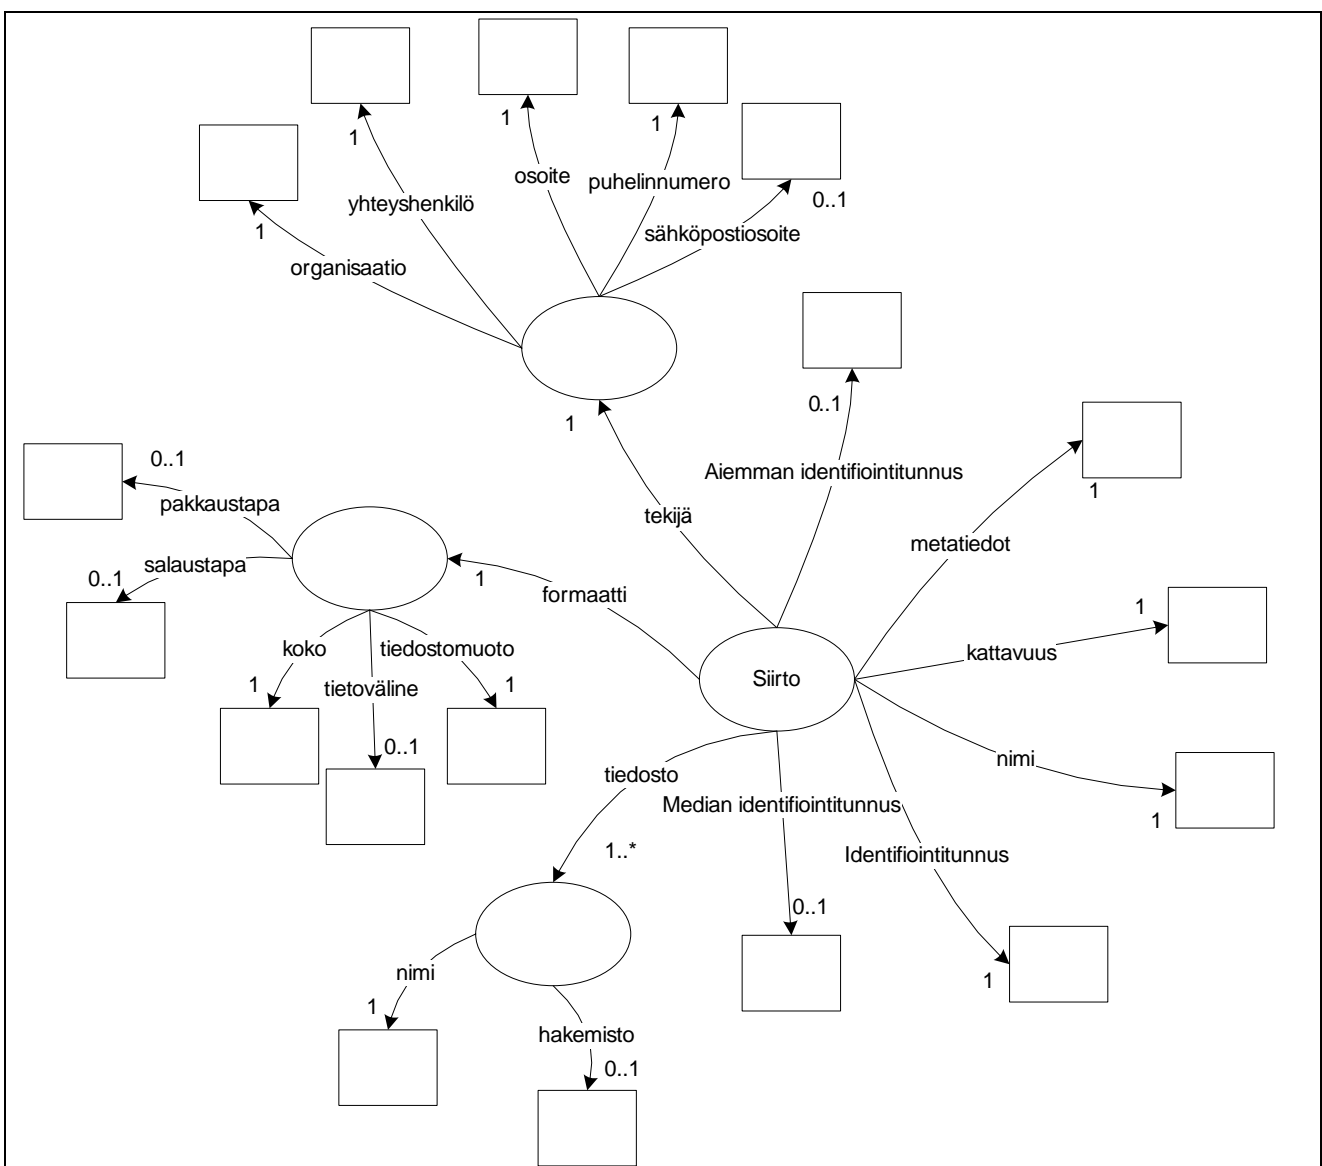 1
1
1
1
osoite
puhelinnumero
0..1
yhteyshenkilö
sähköpostiosoite
organisaatio
0..1
1
0..1
Aiemman identifiointitunnus
1
pakkaustapa
tekijä
metatiedot
salaustapa
0..1
1
formaatti
1
koko
tiedostomuoto
kattavuus
Siirto
1
tietoväline
1
0..1
nimi
tiedosto
Median identifiointitunnus
1
1..*
Identifiointitunnus
0..1
nimi
1
1
hakemisto
0..1